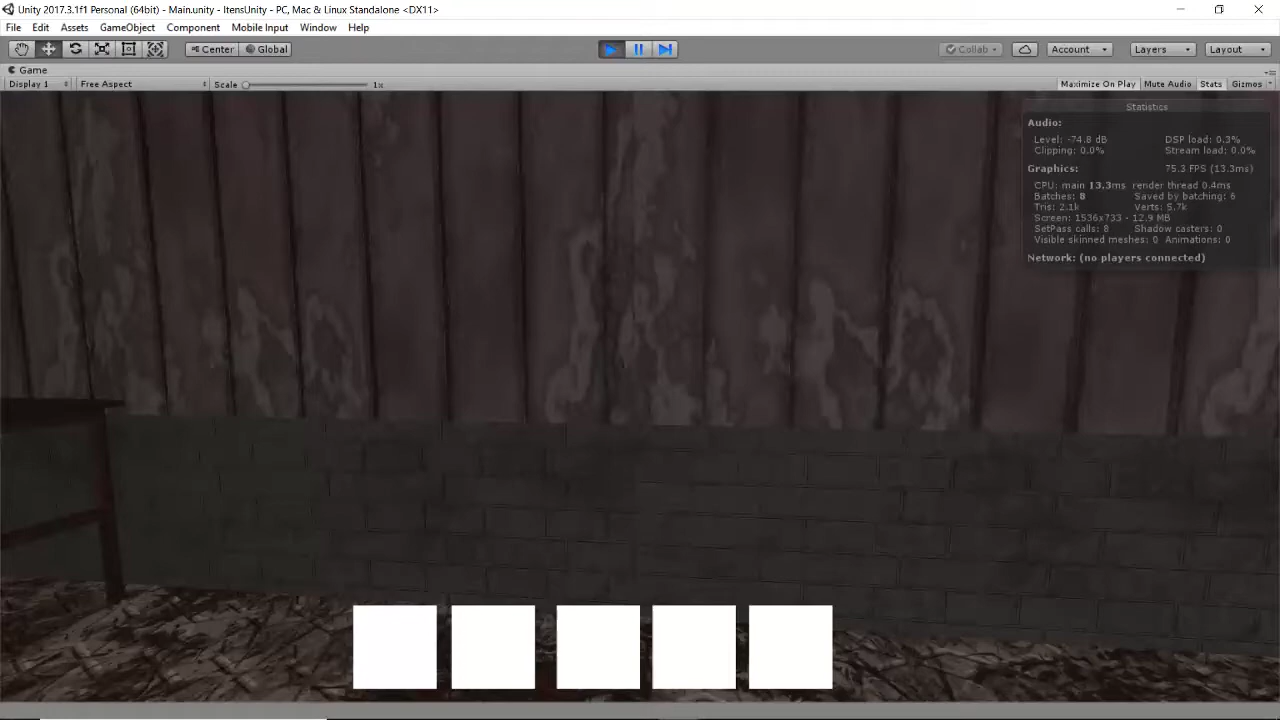 Unity 2017.3.1f1 Personal (64bit) - Main.unity - ItensUnity - PC, Mac & Linux Standalone <DX11>
File Edit Assets GameObject Component Mobile Input Window Help
Center Global Collab Account Layers Layout
Game
Display 1 Free Aspect Scale 1x Maximize On Play Mute Audio Stats Gizmos
Statistics
Audio:
Level: -74.8 dB DSP load: 0.3%
Clipping: 0.0% Stream load: 0.0%
Graphics: 75.3 FPS (13.3ms)
CPU: main 13.3ms render thread 0.4ms
Batches: 8 Saved by batching: 6
Tris: 2.1k Verts: 5.7k
Screen: 1536x733 - 12.9 MB
SetPass calls: 8 Shadow casters: 0
Visible skinned meshes: 0 Animations: 0
Network: (no players connected)